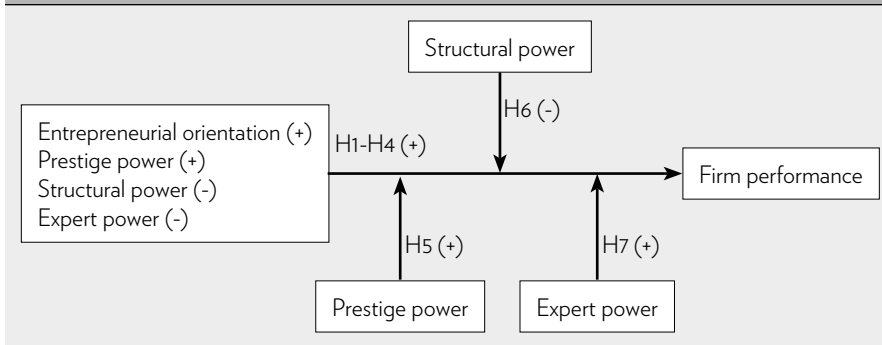 Structural power
H6 (-)
Entrepreneurial orientation (+)
Prestige power (+)
Structural power (-)
Expert power (-)
H1-H4 (+)
Firm performance
H5 (+)
H7 (+)
Prestige power
Expert power